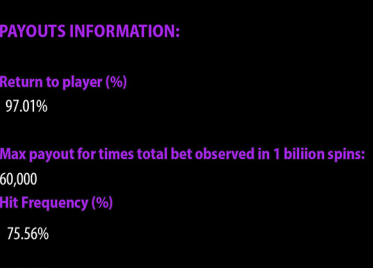 PAYOUTS INFORMATION:
Return to player (%)
97.01%
Max payout for times total bet observed in 1 biliion spins:
60,000
Hit Frequency (%)
75.56%